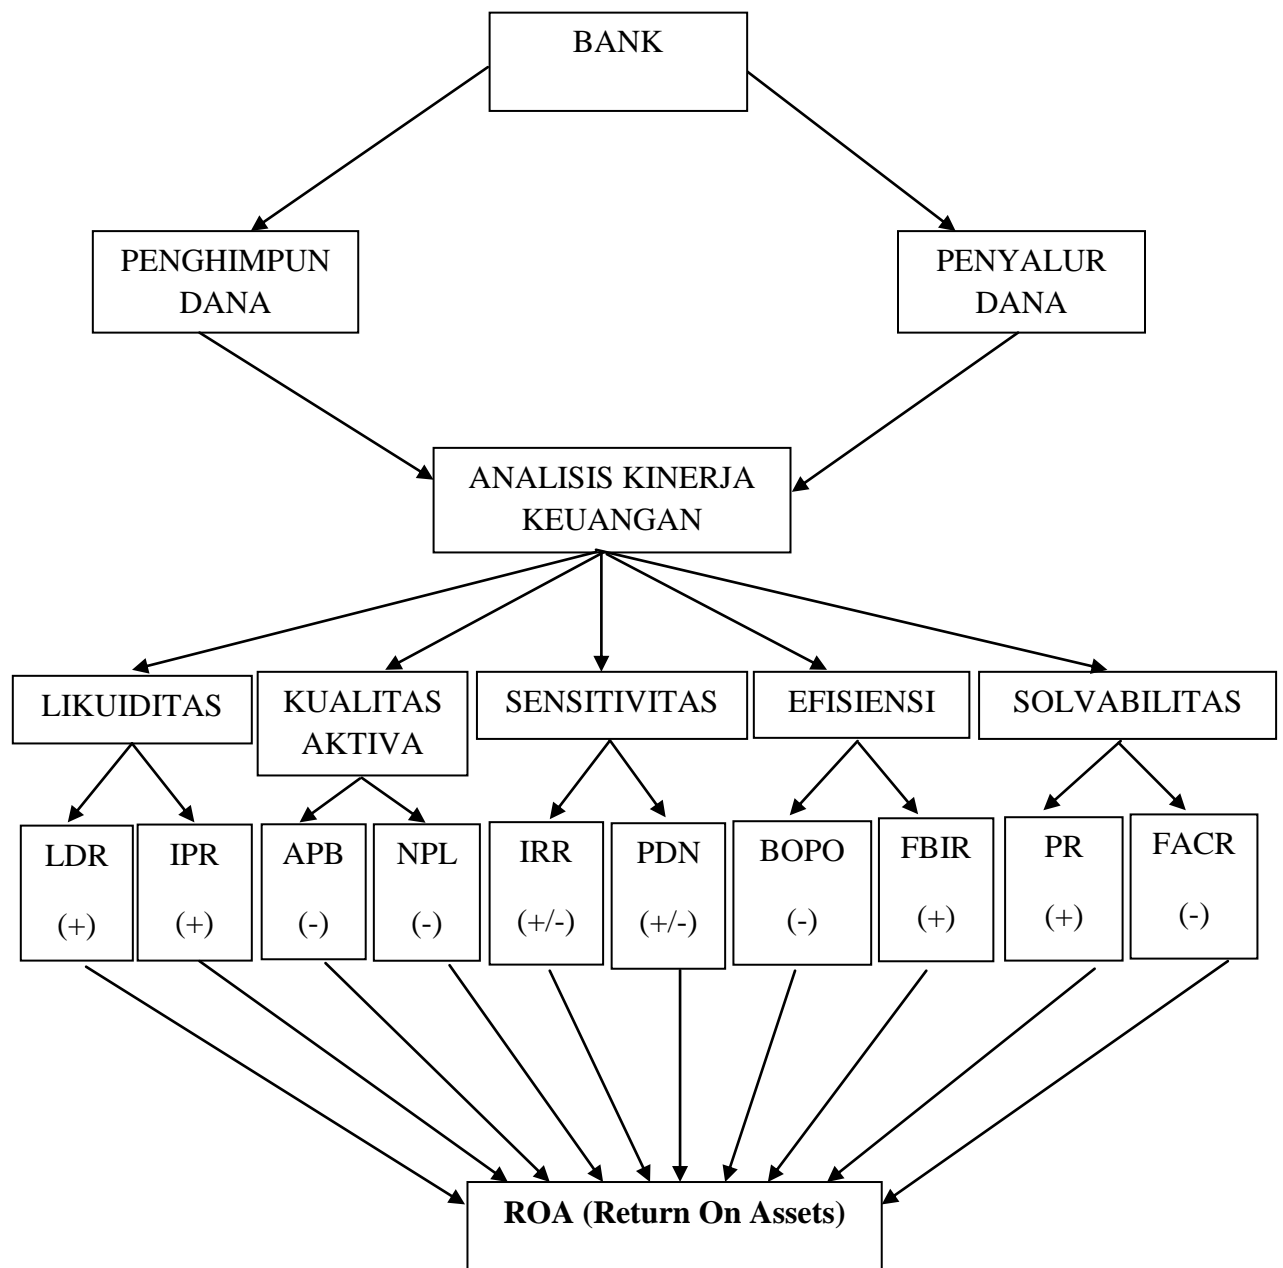 BANK
PENGHIMPUN
DANA
PENYALUR
DANA
ANALISIS KINERJA
KEUANGAN
LIKUIDITAS
KUALITAS
AKTIVA
SENSITIVITAS
EFISIENSI
SOLVABILITAS
LDR
(+)
IPR
(+)
APB
(-)
NPL
(-)
IRR
(+/-)
PDN
(+/-)
BOPO
(-)
FBIR
(+)
PR
(+)
FACR
(-)
ROA (Return On Assets)